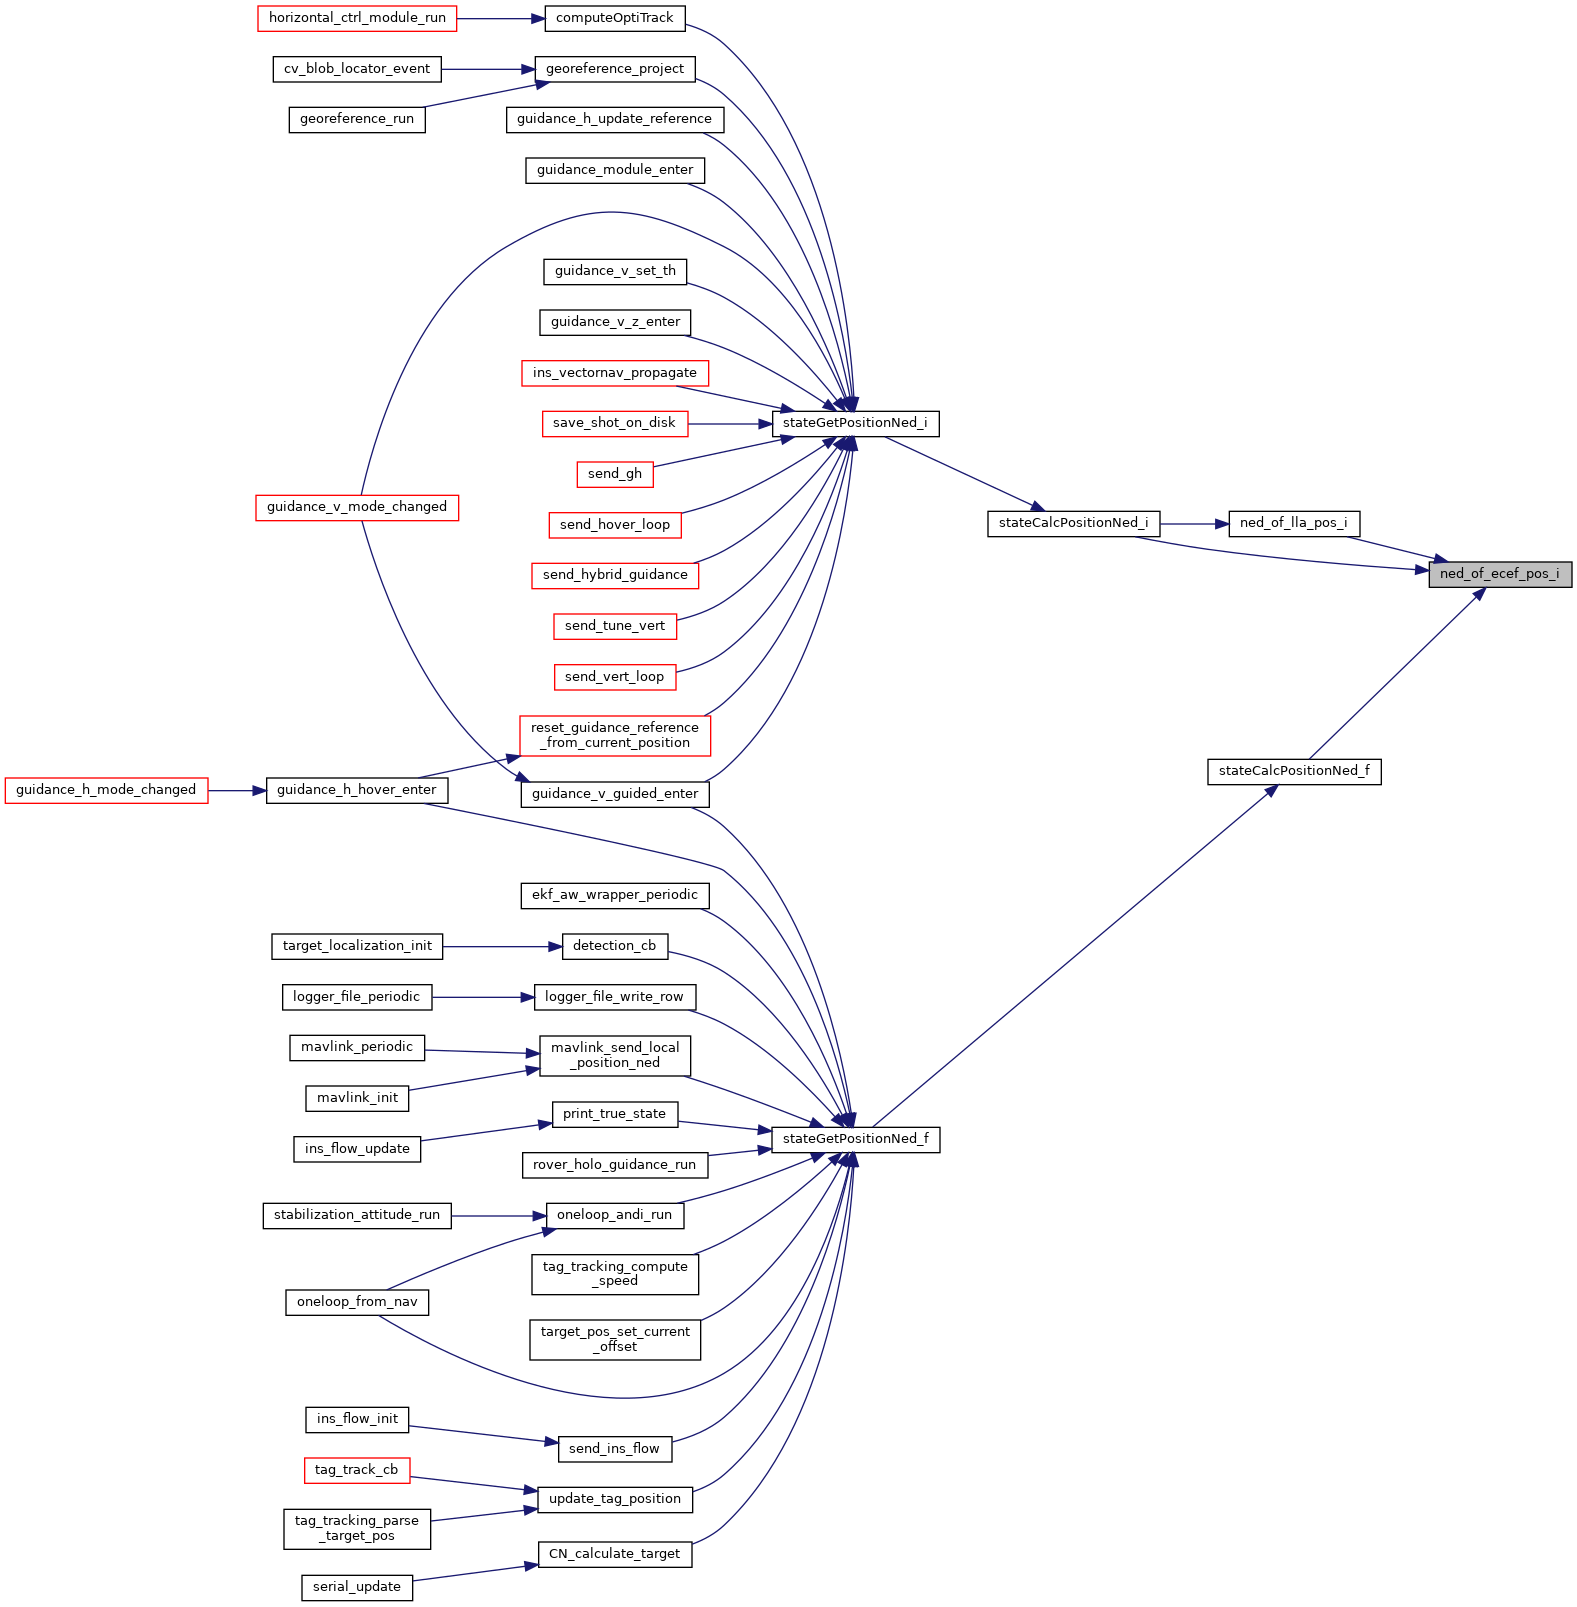 horizontal_ctrl_module_run
computeOptiTrack
cv_blob_locator_event
georeference_project
georeference_run
guidance_h_update_reference
guidance_module_enter
guidance_v_set_th
guidance_v_z_enter
ins_vectornav_propagate
save_shot_on_disk
stateGetPositionNed_i
send_gh
guidance_v_mode_changed
send_hover_loop
stateCalcPositionNed_i
ned_of_lla_pos_i
ned_of_ecef_pos_i
send_hybrid_guidance
send_tune_vert
send_vert_loop
reset_guidance_reference
_from_current_position
stateCalcPositionNed_f
guidance_h_mode_changed
guidance_h_hover_enter
guidance_v_guided_enter
ekf_aw_wrapper_periodic
target_localization_init
detection_cb
logger_file_periodic
logger_file_write_row
mavlink_periodic
mavlink_send_local
_position_ned
mavlink_init
print_true_state
stateGetPositionNed_f
ins_flow_update
rover_holo_guidance_run
stabilization_attitude_run
oneloop_andi_run
tag_tracking_compute
_speed
oneloop_from_nav
target_pos_set_current
_offset
ins_flow_init
send_ins_flow
tag_track_cb
update_tag_position
tag_tracking_parse
_target_pos
CN_calculate_target
serial_update